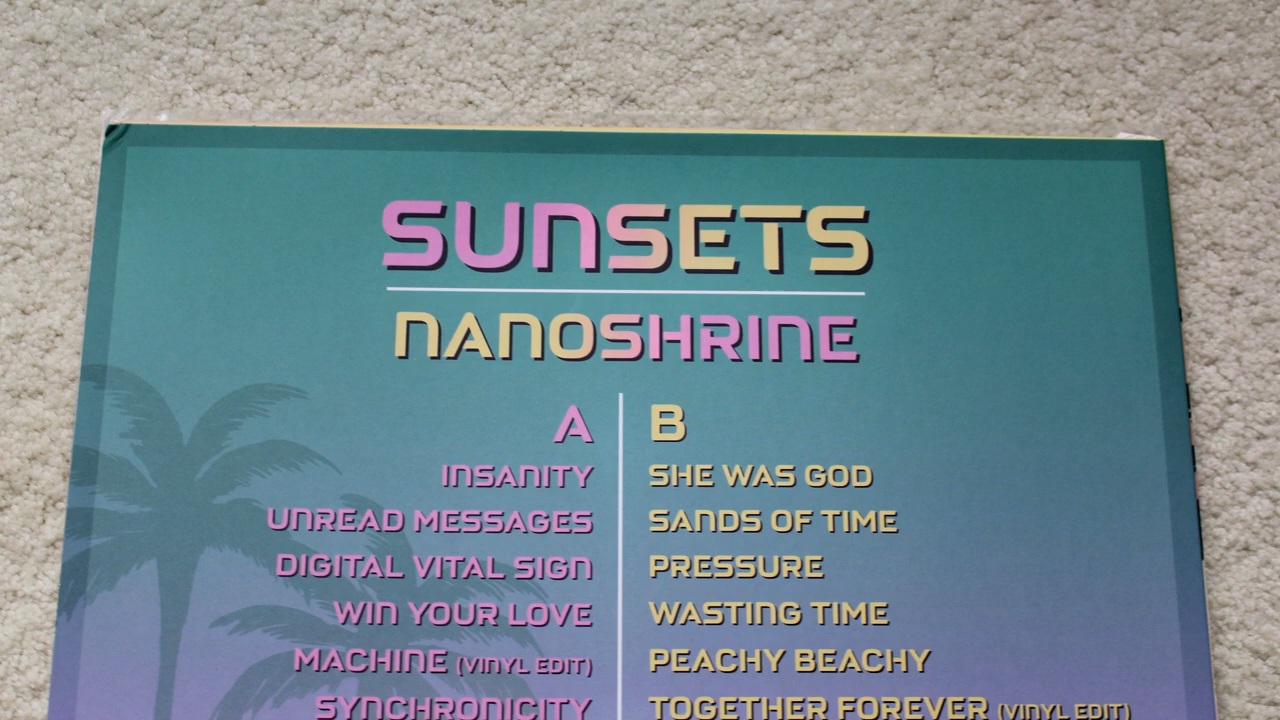 SUNSETS
NANOSHRINE
A
INSANITY
UNREAD MESSAGES
DIGITAL VITAL SIGN
WIN YOUR LOVE
MACHINE (VINYL EDIT)
SYNCHRONICITY
B
SHE WAS GOD
SANDS OF TIME
PRESSURE
WASTING TIME
PEACHY BEACHY
TOGETHER FOREVER (VINYL EDIT)